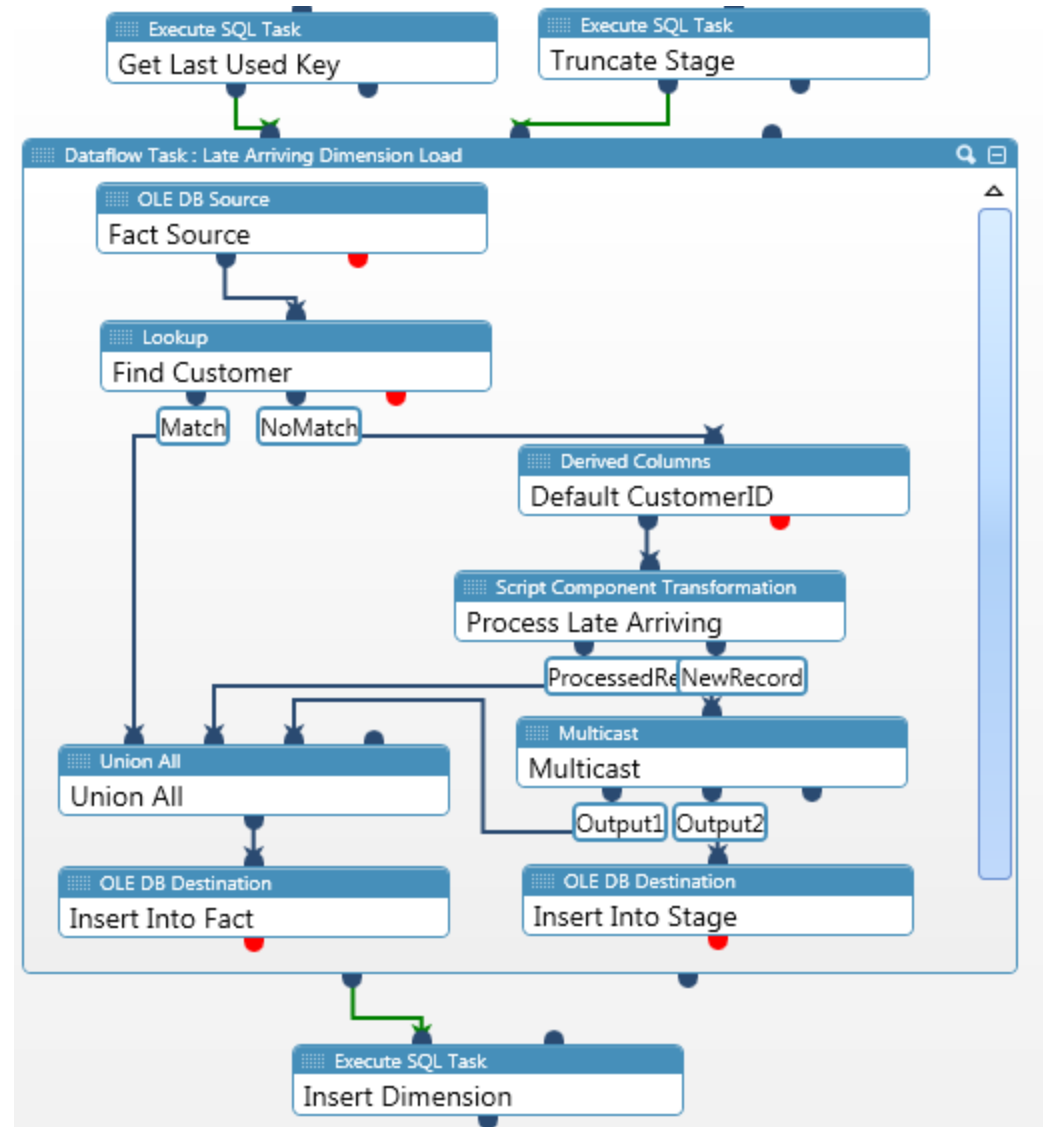 Execute SQL Task
Get Last Used Key
Execute SQL Task
Truncate Stage
Dataflow Task : Late Arriving Dimension Load
OLE DB Source
Fact Source
Lookup
Find Customer
Match
NoMatch
Derived Columns
Default CustomerID
Script Component Transformation
Process Late Arriving
ProcessedRe
NewRecord
Union All
Union All
Multicast
Multicast
Output1
Output2
OLE DB Destination
Insert Into Fact
OLE DB Destination
Insert Into Stage
Execute SQL Task
Insert Dimension